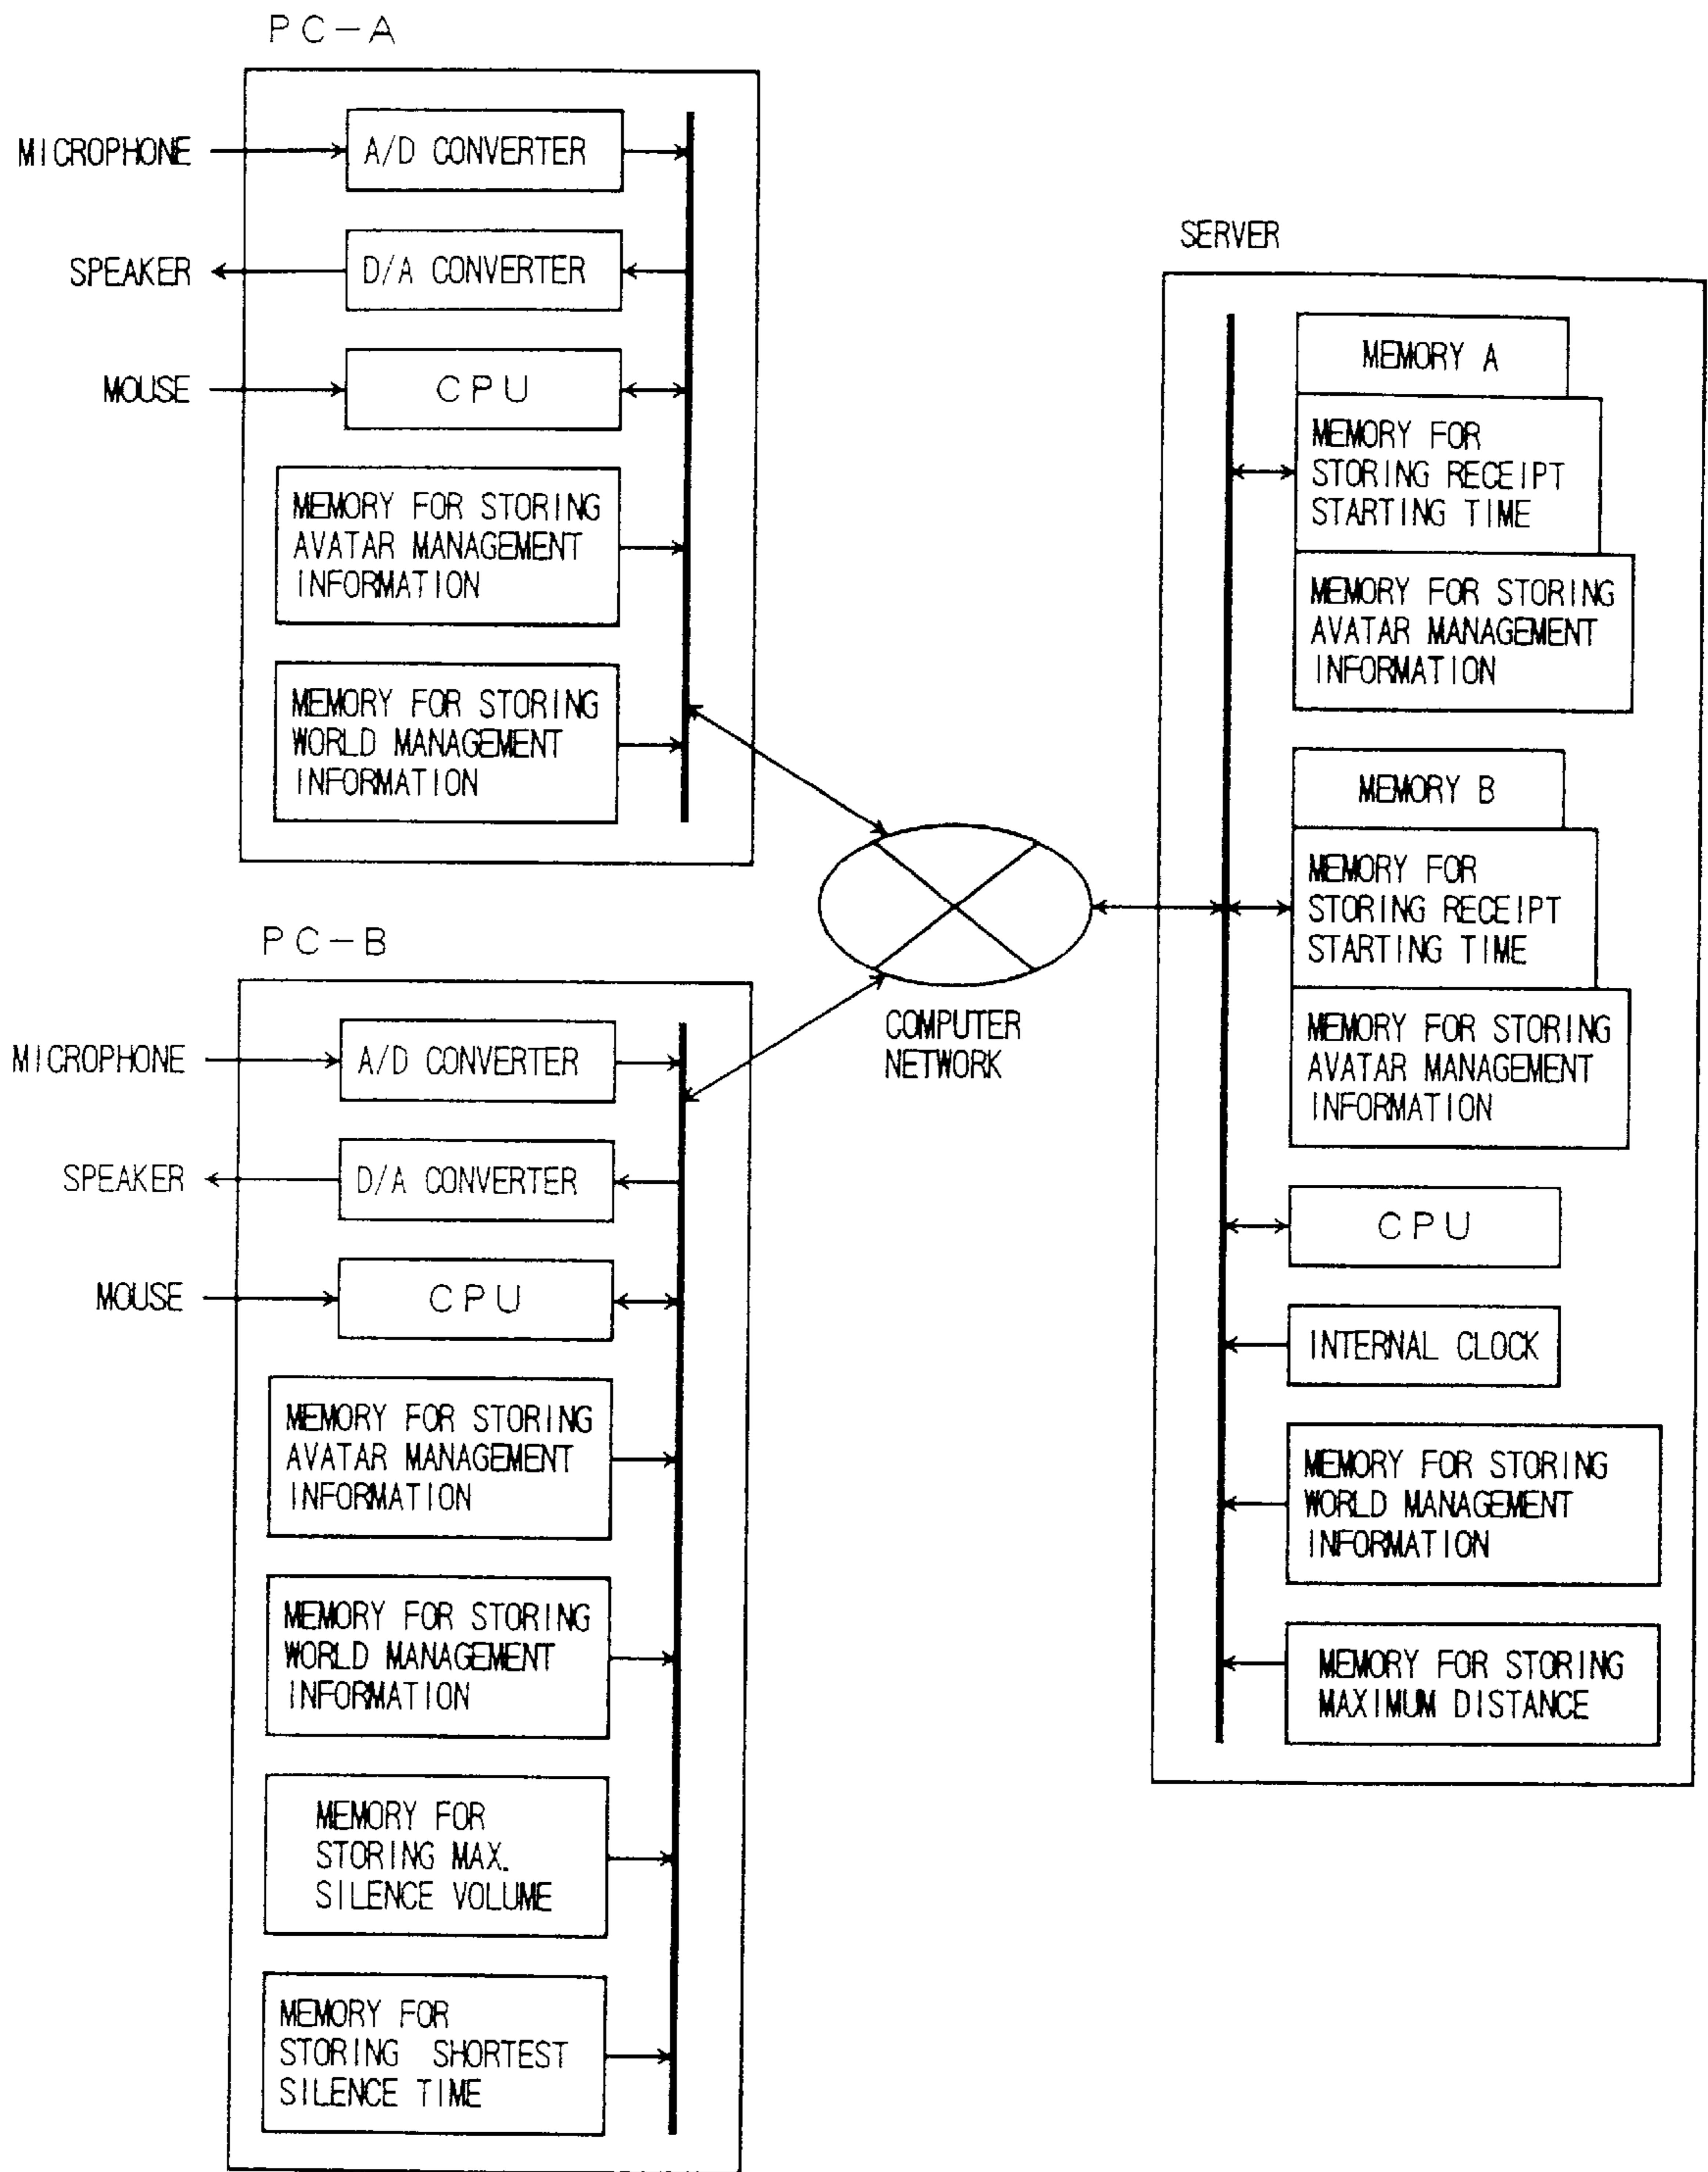 PC-A
MICROPHONE
A/D CONVERTER
SPEAKER
D/A CONVERTER
MOUSE
CPU
MEMORY FOR STORING
AVATAR MANAGEMENT
INFORMATION
MEMORY FOR STORING
WORLD MANAGEMENT
INFORMATION
PC-B
MICROPHONE
A/D CONVERTER
SPEAKER
D/A CONVERTER
MOUSE
CPU
MEMORY FOR STORING
AVATAR MANAGEMENT
INFORMATION
MEMORY FOR STORING
WORLD MANAGEMENT
INFORMATION
MEMORY FOR
STORING MAX.
SILENCE VOLUME
MEMORY FOR
STORING SHORTEST
SILENCE TIME
COMPUTER
NETWORK
SERVER
MEMORY A
MEMORY FOR
STORING RECEIPT
STARTING TIME
MEMORY FOR STORING
AVATAR MANAGEMENT
INFORMATION
MEMORY B
MEMORY FOR
STORING RECEIPT
STARTING TIME
MEMORY FOR STORING
AVATAR MANAGEMENT
INFORMATION
CPU
INTERNAL CLOCK
MEMORY FOR STORING
WORLD MANAGEMENT
INFORMATION
MEMORY FOR STORING
MAXIMUM DISTANCE